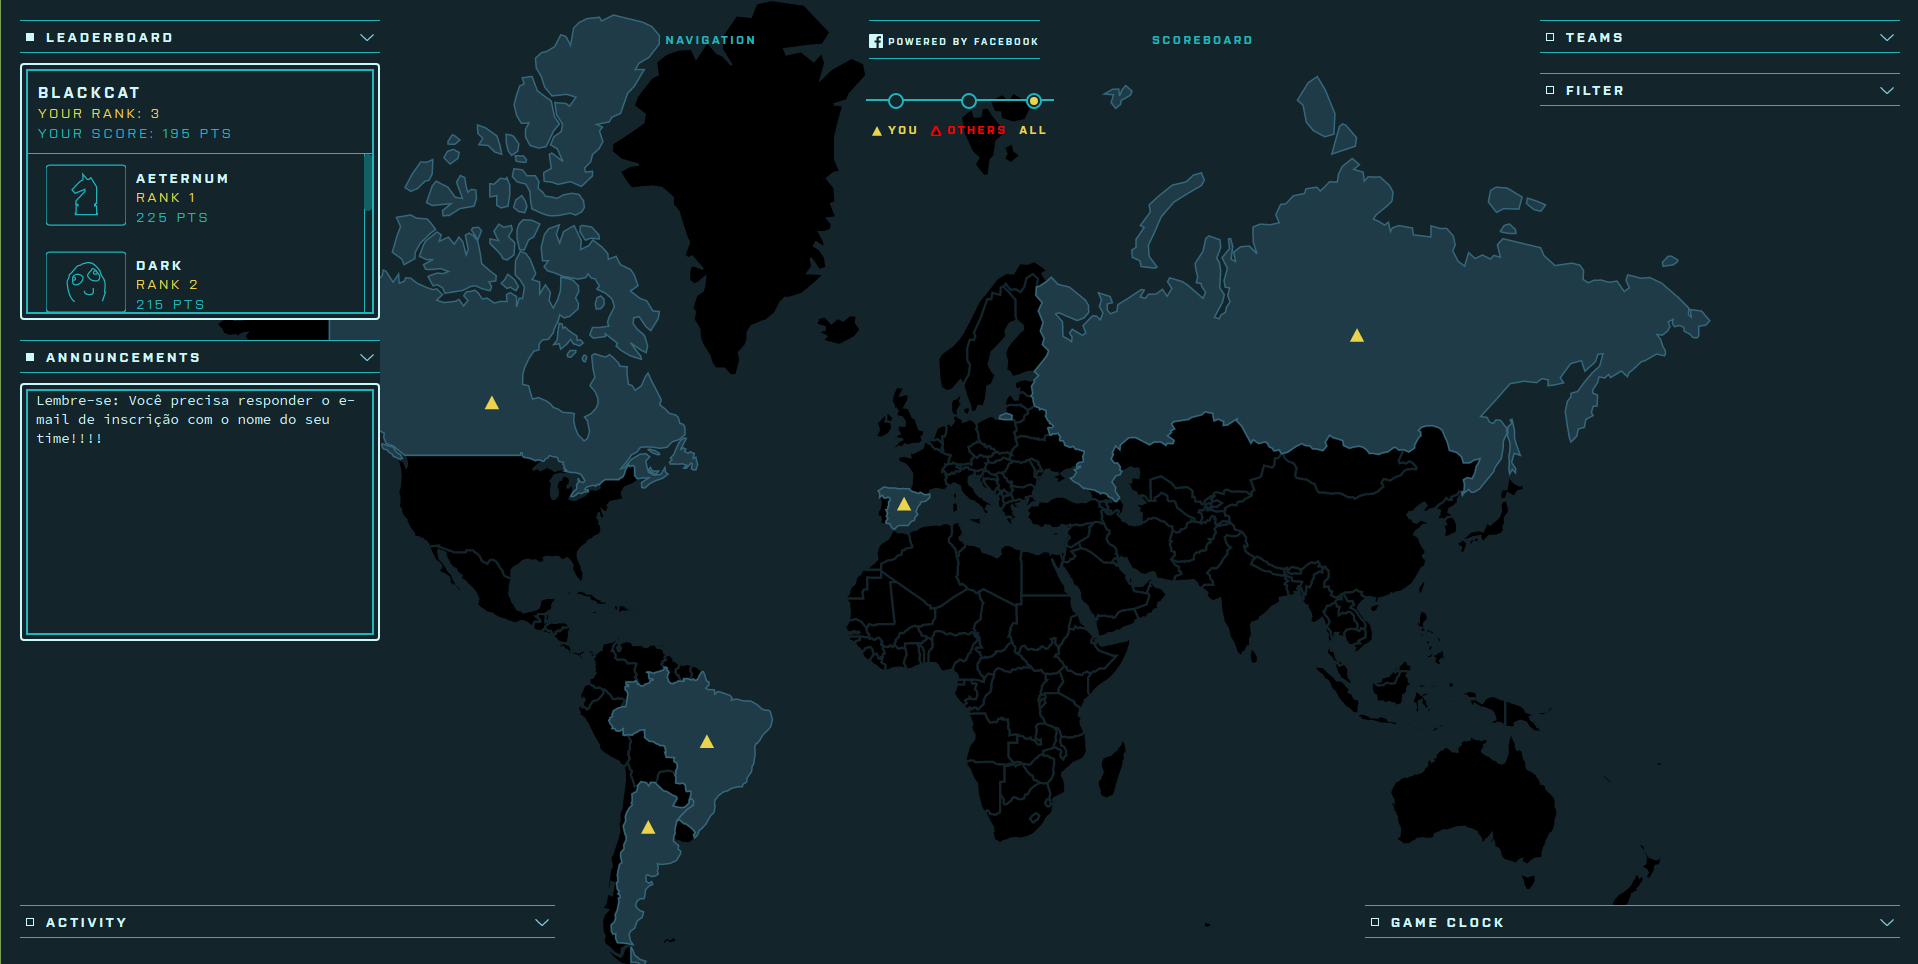 LEADERBOARD
BLACKCAT
YOUR RANK: 3
YOUR SCORE: 195 PTS
AETERNUM
RANK 1
225 PTS
DARK
RANK 2
215 PTS
ANNOUNCEMENTS
Lembre-se: Você precisa responder o e-
mail de inscrição com o nome do seu
time!!!!
NAVIGATION
POWERED BY FACEBOOK
SCOREBOARD
YOU OTHERS ALL
TEAMS
FILTER
ACTIVITY
GAME CLOCK